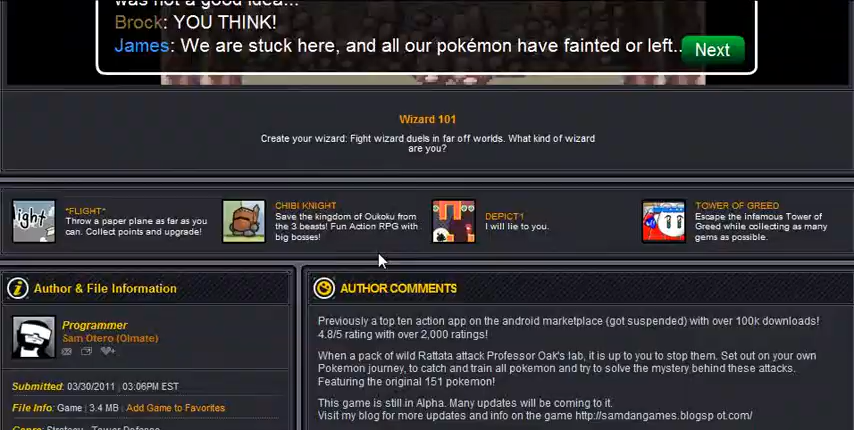 was not a good idea...
Brock: YOU THINK!
James: We are stuck here, and all our pokémon have fainted or left..
Next
Wizard 101
Create your wizard: Fight wizard duels in far off worlds. What kind of wizard
are you?
ight
"FLIGHT"
Throw a paper plane as far as you
can. Collect points and upgrade!
CHIBI KNIGHT
Save the kingdom of Oukoku from
the 3 beasts! Fun Action RPG with
big bosses!
DEPICT1
I will lie to you.
TOWER OF GREED
Escape the infamous Tower of
Greed while collecting as many
gems as possible.
Author & File Information
Programmer
Sam Otero (Dlmate)
Submitted: 03/30/2011 | 03:06PM EST
File Info: Game | 3.4 MB | Add Game to Favorites
Genre: Strategy - Tower Defense
AUTHOR COMMENTS
Previously a top ten action app on the android marketplace (got suspended) with over 100k downloads!
4.8/5 rating with over 2,000 ratings!
When a pack of wild Rattata attack Professor Oak's lab, it is up to you to stop them. Set out on your own
Pokemon journey, to catch and train all pokemon and try to solve the mystery behind these attacks.
Featuring the original 151 pokemon!
This game is still in Alpha. Many updates will be coming to it.
Visit my blog for more updates and info on the game http://samdangames.blogsp ot.com/